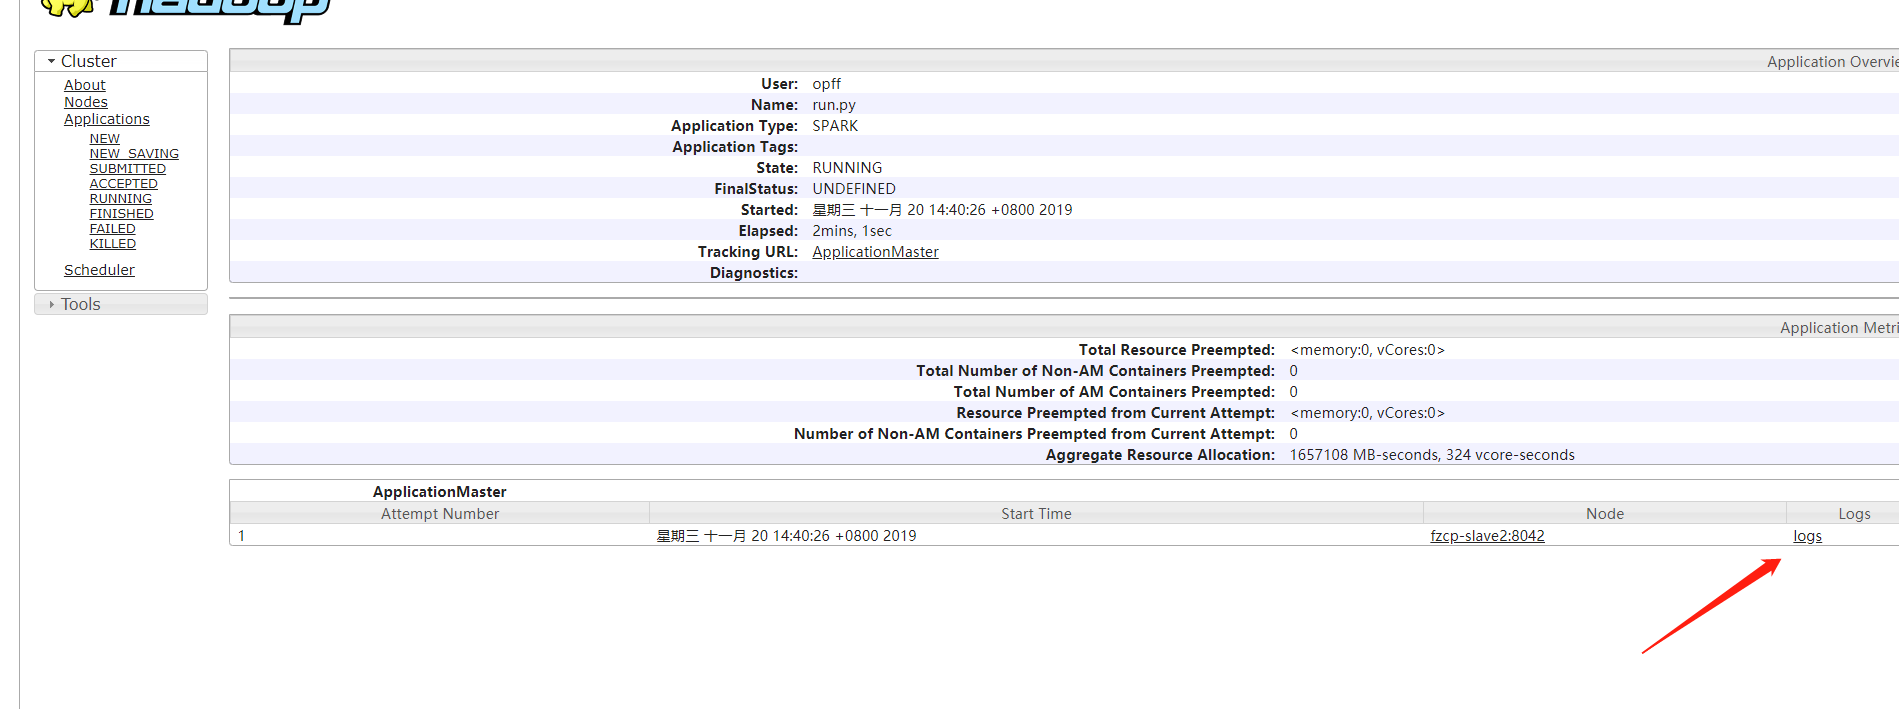 hadoop
Cluster
About
Nodes
Applications
NEW
NEW_SAVING
SUBMITTED
ACCEPTED
RUNNING
FINISHED
FAILED
KILLED
Scheduler
Tools
Application Overvie
User: opff
Name: run.py
Application Type: SPARK
Application Tags:
State: RUNNING
FinalStatus: UNDEFINED
Started: 星期三 十一月 20 14:40:26 +0800 2019
Elapsed: 2mins, 1sec
Tracking URL: ApplicationMaster
Diagnostics:
Application Metri
Total Resource Preempted: <memory:0, vCores:0>
Total Number of Non-AM Containers Preempted: 0
Total Number of AM Containers Preempted: 0
Resource Preempted from Current Attempt: <memory:0, vCores:0>
Number of Non-AM Containers Preempted from Current Attempt: 0
Aggregate Resource Allocation: 1657108 MB-seconds, 324 vcore-seconds
ApplicationMaster
Attempt Number Start Time Node Logs
1 星期三 十一月 20 14:40:26 +0800 2019 fzcp-slave2:8042 logs